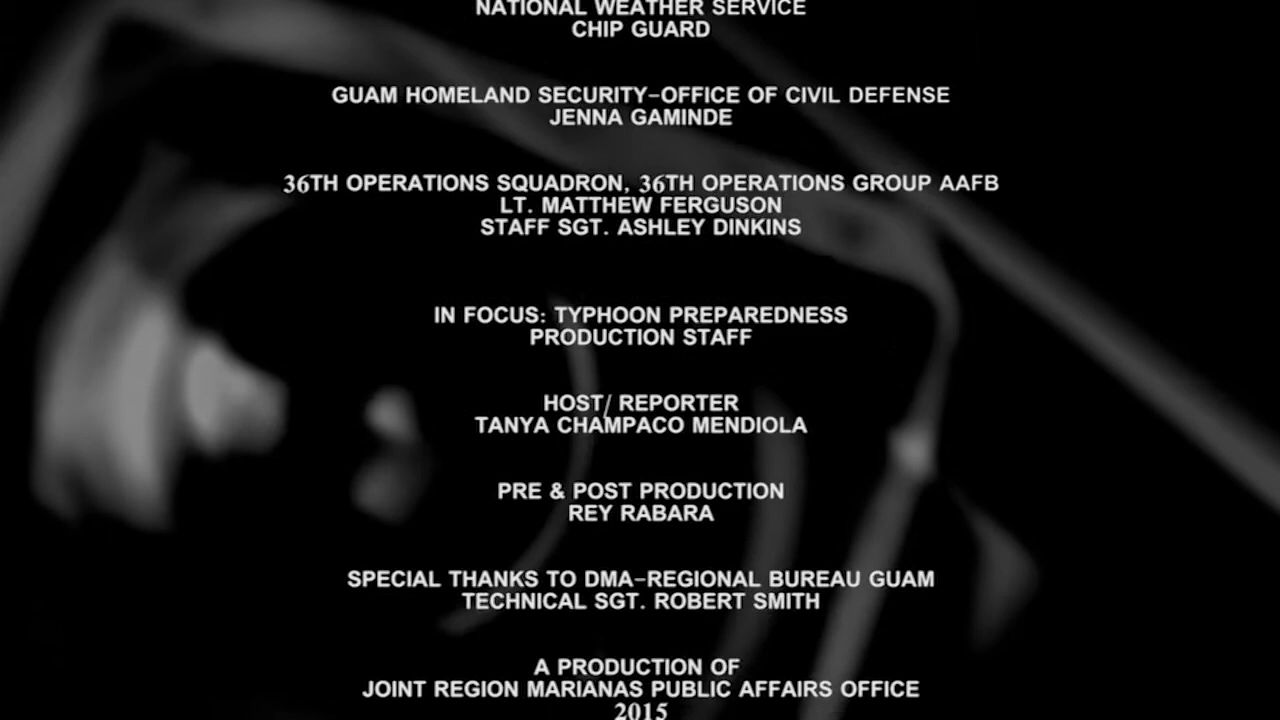 NATIONAL WEATHER SERVICE
CHIP GUARD
GUAM HOMELAND SECURITY-OFFICE OF CIVIL DEFENSE
JENNA GAMINDE
36TH OPERATIONS SQUADRON, 36TH OPERATIONS GROUP AAFB
LT. MATTHEW FERGUSON
STAFF SGT. ASHLEY DINKINS
IN FOCUS: TYPHOON PREPAREDNESS
PRODUCTION STAFF
HOST/ REPORTER
TANYA CHAMPACO MENDIOLA
PRE & POST PRODUCTION
REY RABARA
SPECIAL THANKS TO DMA-REGIONAL BUREAU GUAM
TECHNICAL SGT. ROBERT SMITH
A PRODUCTION OF
JOINT REGION MARIANAS PUBLIC AFFAIRS OFFICE
2015